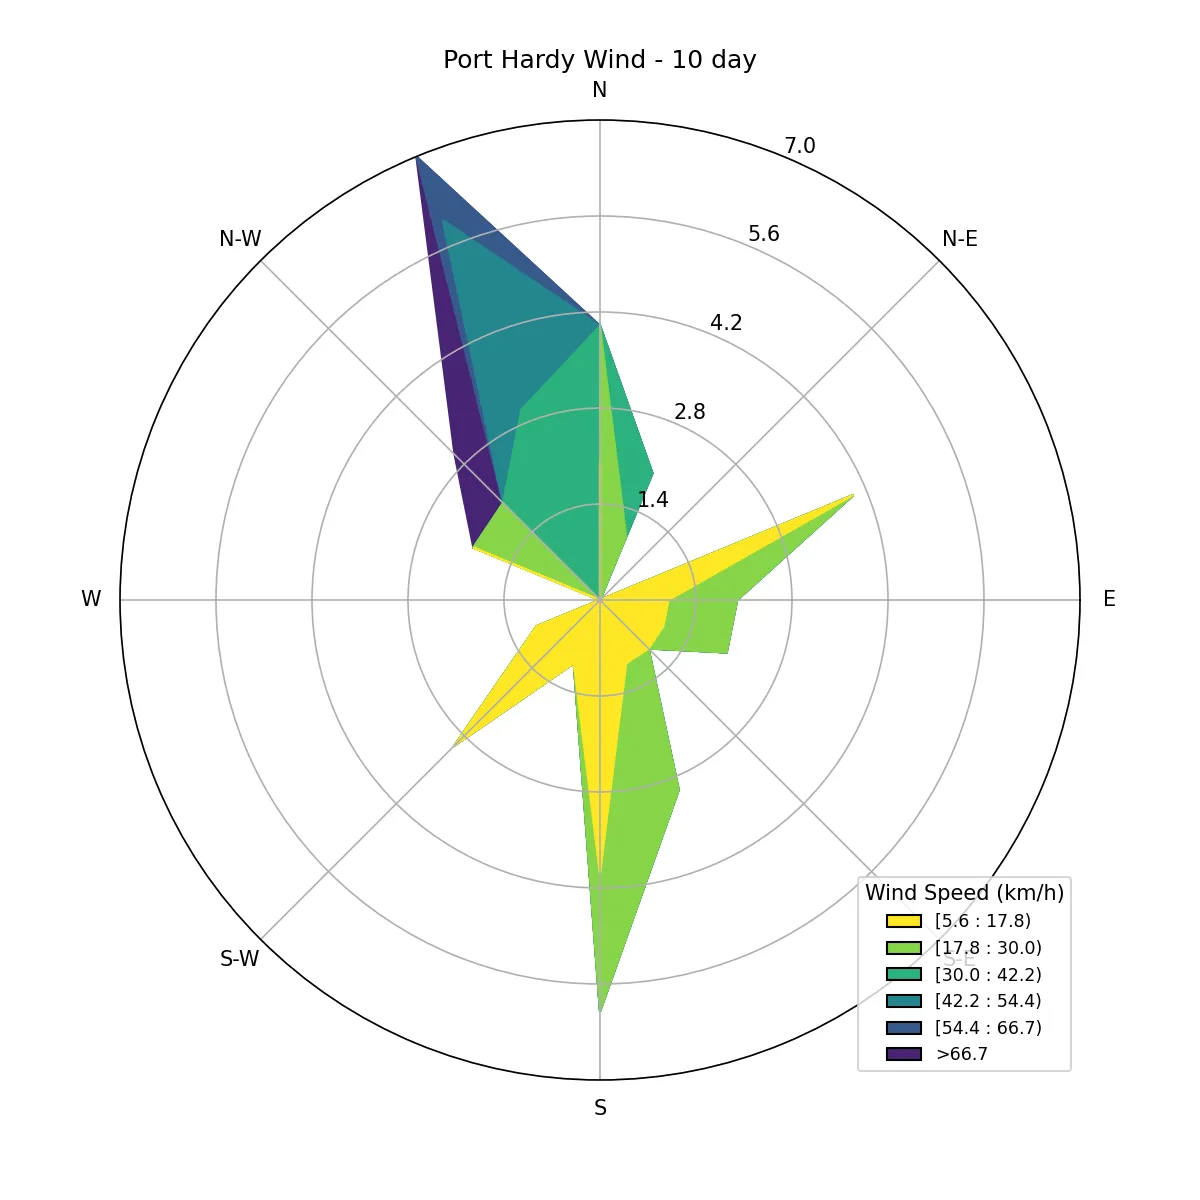 Port Hardy Wind - 10 day
N
7.0
N-W
5.6
N-E
4.2
2.8
1.4
W
E
Wind Speed (km/h)
[5.6 : 17.8)
[17.8 : 30.0)
S-W
S-E
[30.0 : 42.2)
[42.2 : 54.4)
[54.4 : 66.7)
>66.7
S